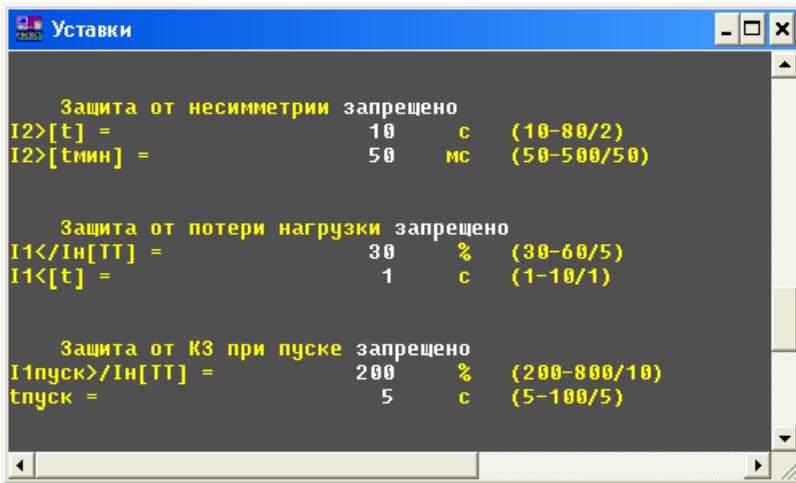 Уставки
Защита от несимметрии запрещено
I2>[t] = 10 с (10-80/2)
I2>[tмин] = 50 мс (50-500/50)
Защита от потери нагрузки запрещено
I1</Iн[ТТ] = 30 % (30-60/5)
I1<[t] = 1 с (1-10/1)
Защита от КЗ при пуске запрещено
I1пуск>/Iн[ТТ] = 200 % (200-800/10)
tпуск = 5 с (5-100/5)